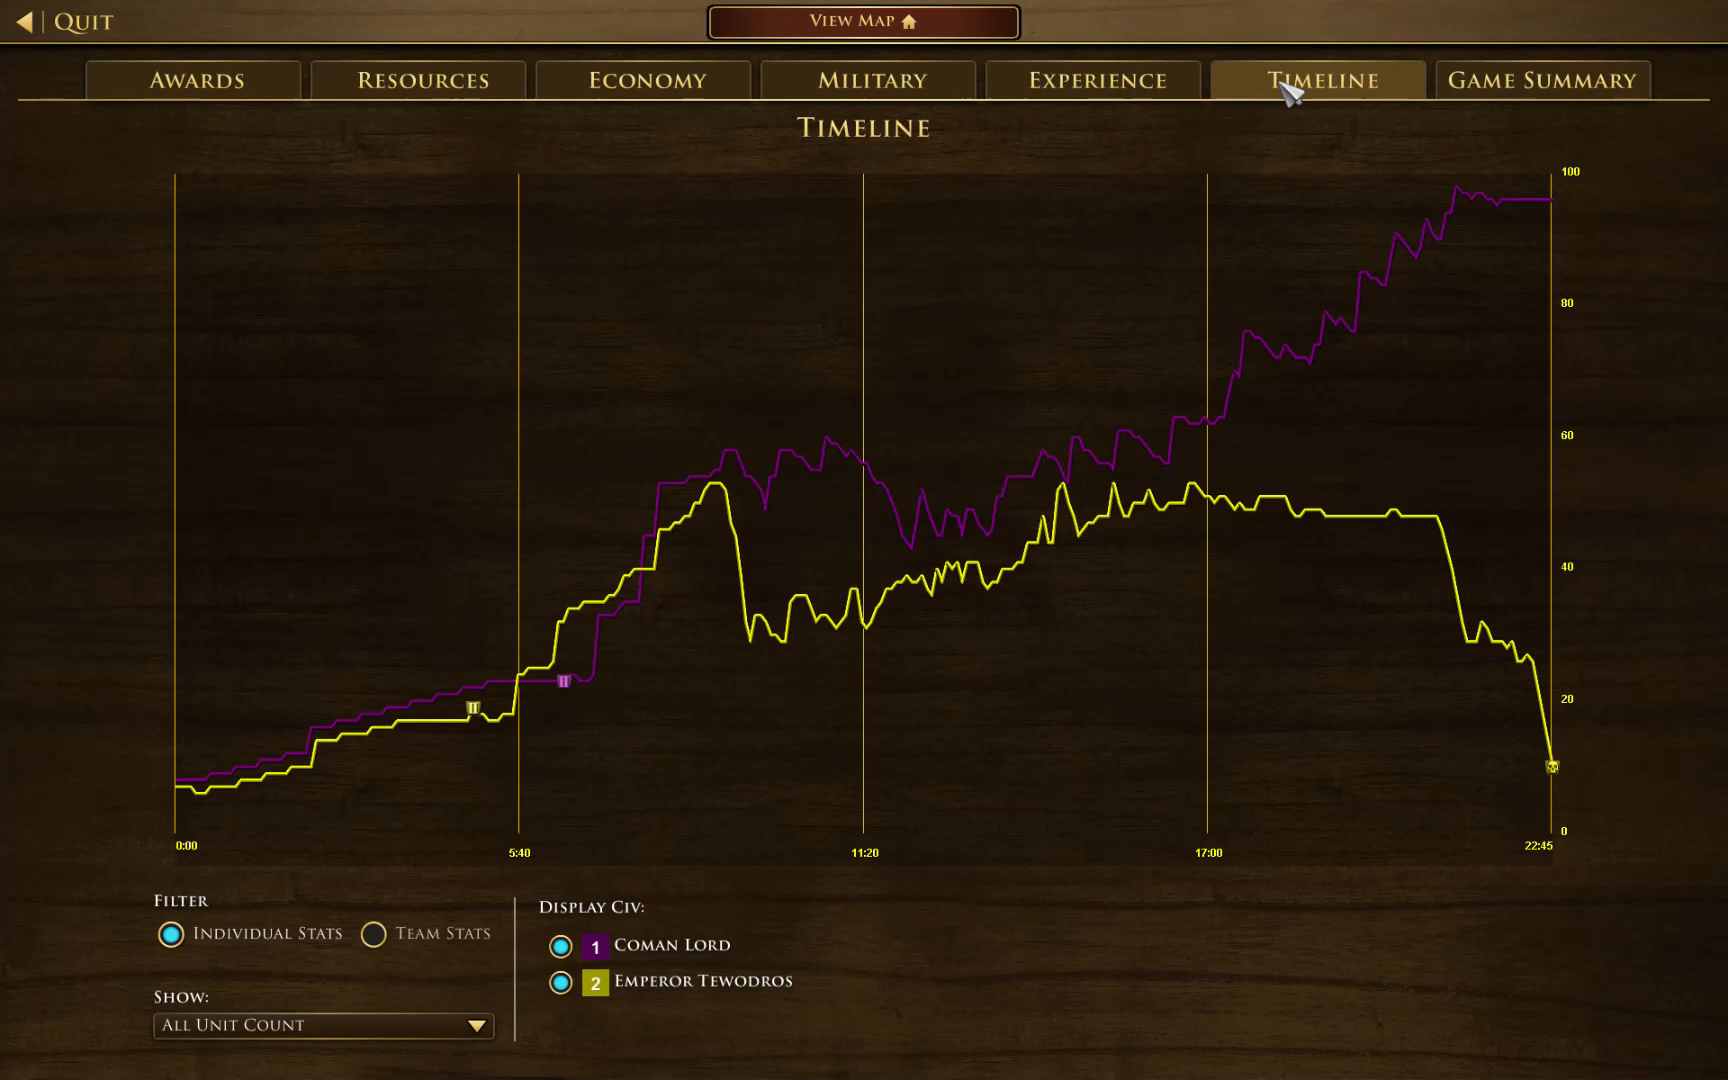 QUIT
VIEW MAP
AWARDS
RESOURCES
ECONOMY
MILITARY
EXPERIENCE
TIMELINE
GAME SUMMARY
TIMELINE
100
80
60
40
20
0
II
II
0:00
5:40
11:20
17:00
22:45
FILTER
INDIVIDUAL STATS
TEAM STATS
SHOW:
ALL UNIT COUNT
DISPLAY CIV:
1 COMAN LORD
2 EMPEROR TEWODROS